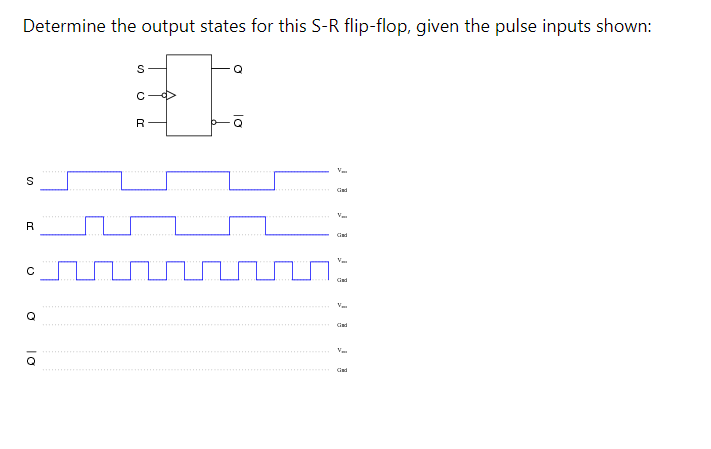 Determine the output states for this S-R flip-flop, given the pulse inputs shown:
S Q
C
R Q
S
Gnd
R
Gnd
C
Gnd
Q
Gnd
Q
Gnd